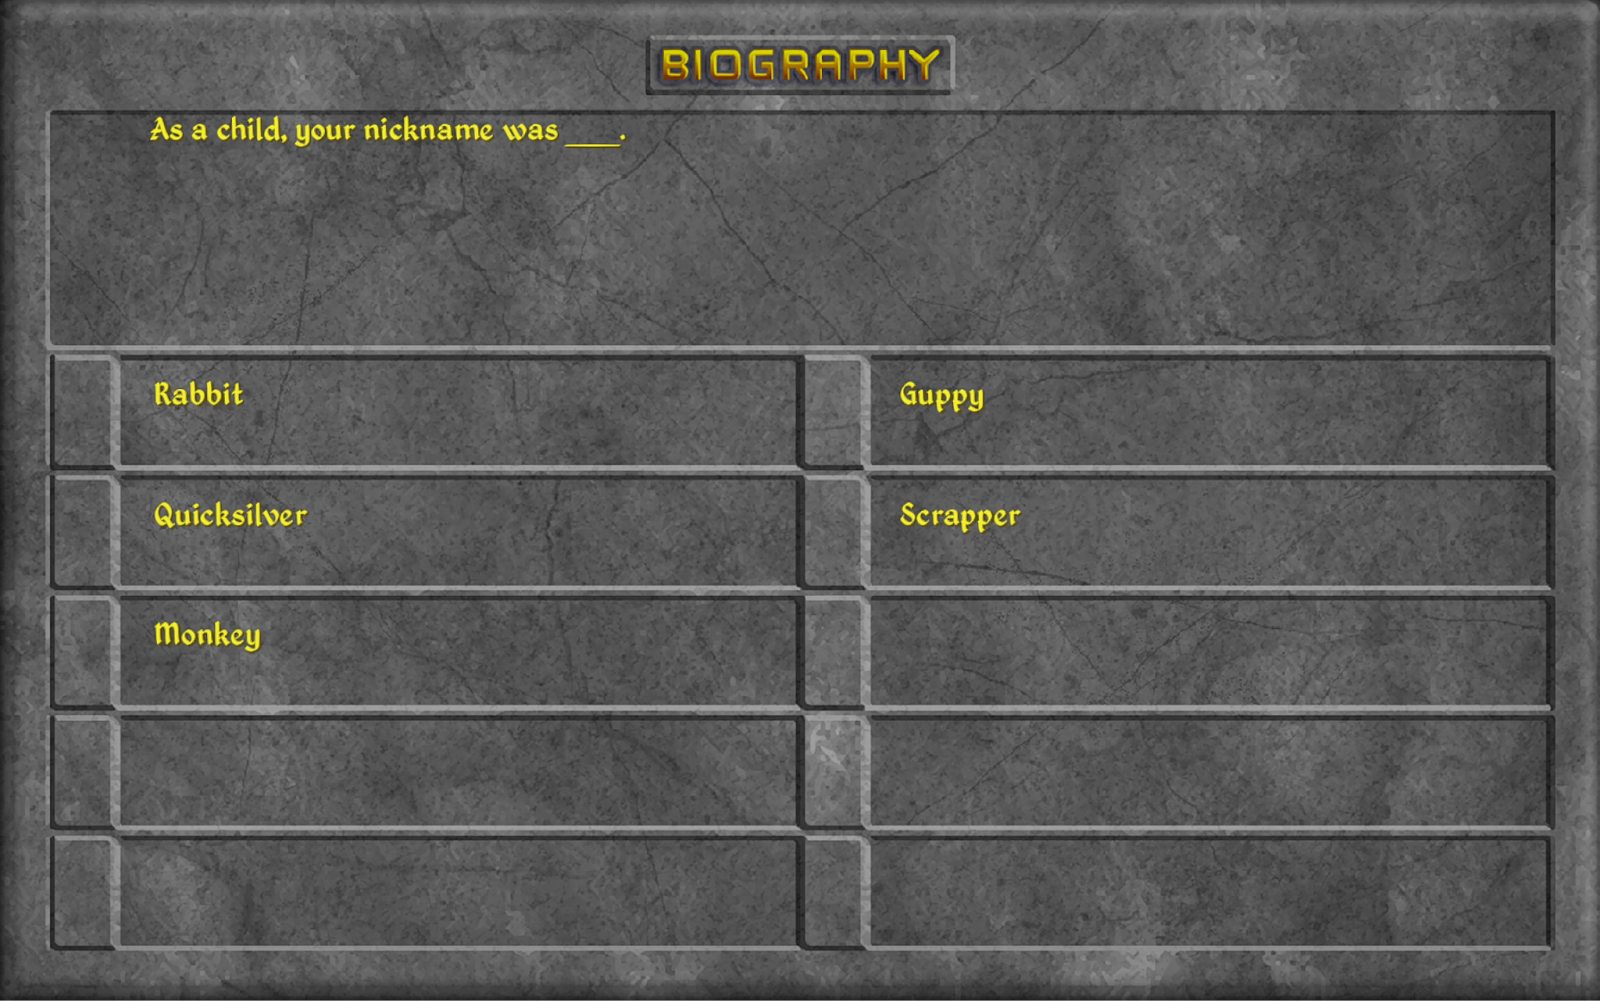 BIOGRAPHY
As a child, your nickname was ____.
Rabbit
Guppy
Quicksilver
Scrapper
Monkey